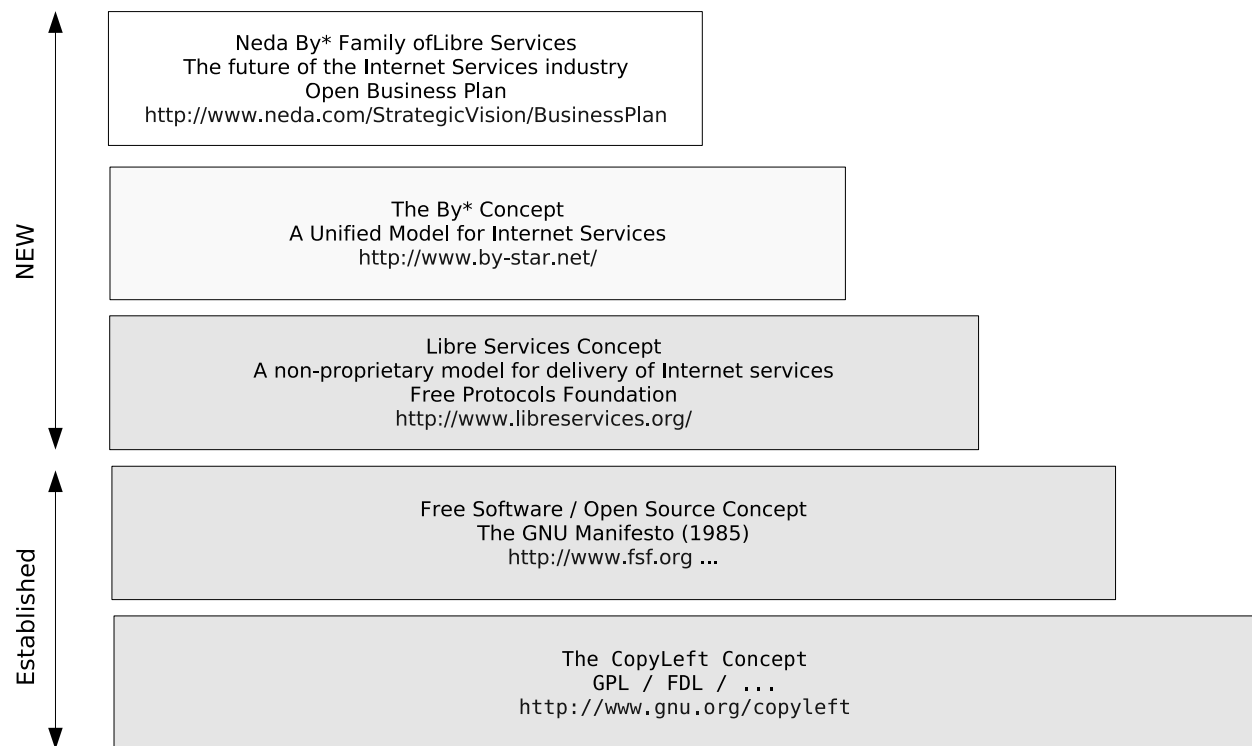 Neda By* Family ofLibre Services
The future of the Internet Services industry
Open Business Plan
http://www.neda.com/StrategicVision/BusinessPlan
NEW
The By* Concept
A Unified Model for Internet Services
http://www.by-star.net/
Libre Services Concept
A non-proprietary model for delivery of Internet services
Free Protocols Foundation
http://www.libreservices.org/
Established
Free Software / Open Source Concept
The GNU Manifesto (1985)
http://www.fsf.org ...
The CopyLeft Concept
GPL / FDL / ...
http://www.gnu.org/copyleft